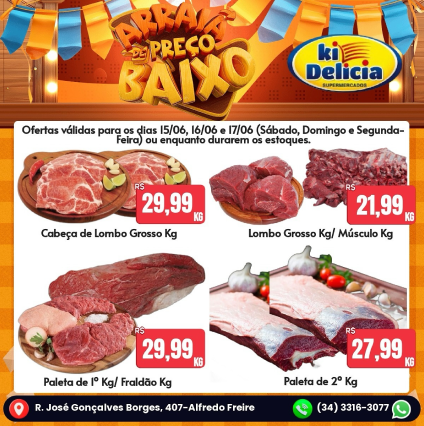 ARRAIÁ
DE PREÇO
BAIXO
ki
Delicia
SUPERMERCADOS
Ofertas válidas para os dias 15/06, 16/06 e 17/06 (Sábado, Domingo e Segunda-
Feira) ou enquanto durarem os estoques.
R$ 29,99 KG
Cabeça de Lombo Grosso Kg
R$ 21,99 KG
Lombo Grosso Kg/ Músculo Kg
R$ 29,99 KG
Paleta de 1º Kg/ Fraldão Kg
R$ 27,99 KG
Paleta de 2º Kg
R. José Gonçalves Borges, 407-Alfredo Freire
(34) 3316-3077